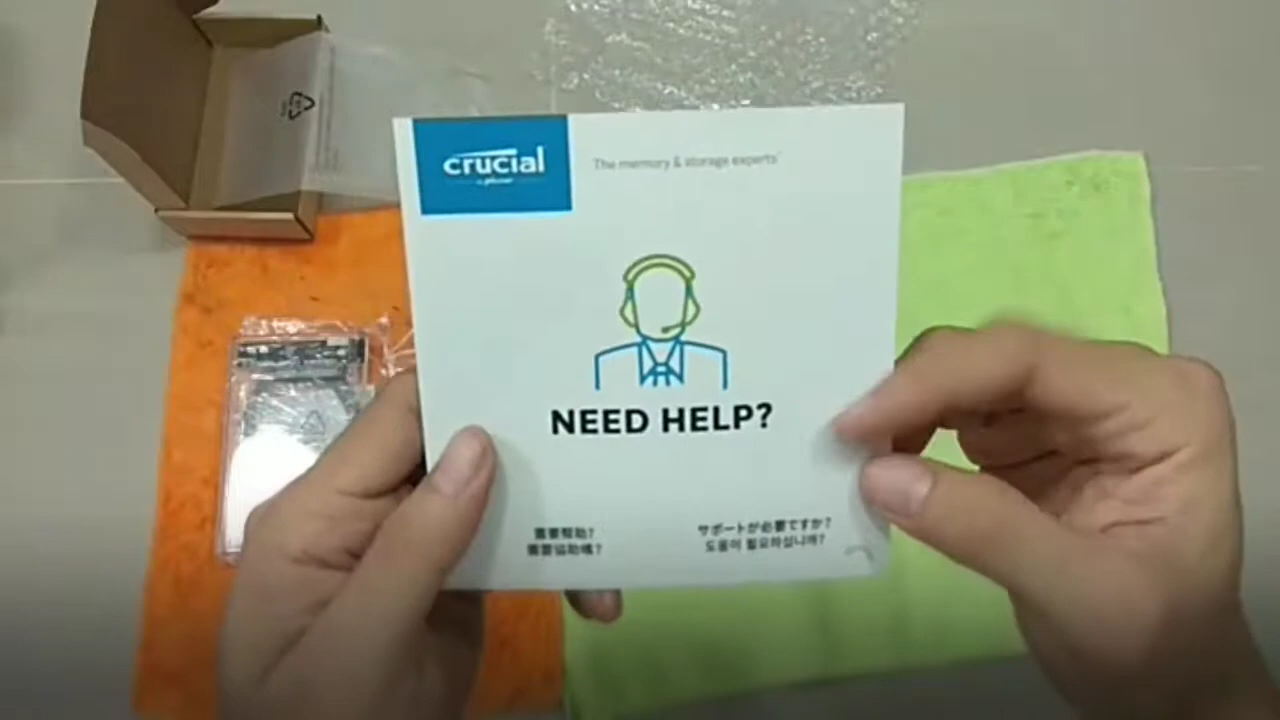 crucial
The memory & storage experts™
NEED HELP?
需要帮助?
需要協助嗎?
サポートが必要ですか?
도움이 필요하십니까?